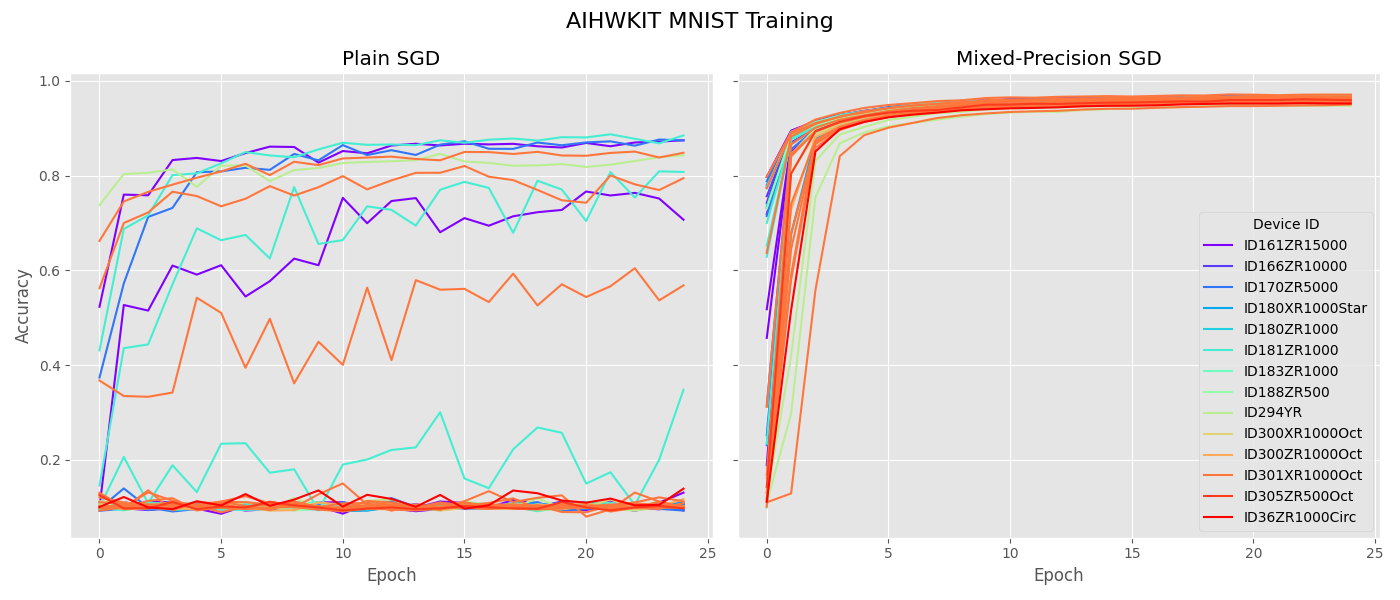 AIHWKIT MNIST Training
Plain SGD
Mixed-Precision SGD
Accuracy
1.0
0.8
0.6
0.4
0.2
0 5 10 15 20 25
Epoch
0 5 10 15 20 25
Epoch
Device ID
ID161ZR15000
ID166ZR10000
ID170ZR5000
ID180XR1000Star
ID180ZR1000
ID181ZR1000
ID183ZR1000
ID188ZR500
ID294YR
ID300XR1000Oct
ID300ZR1000Oct
ID301XR1000Oct
ID305ZR500Oct
ID36ZR1000Circ